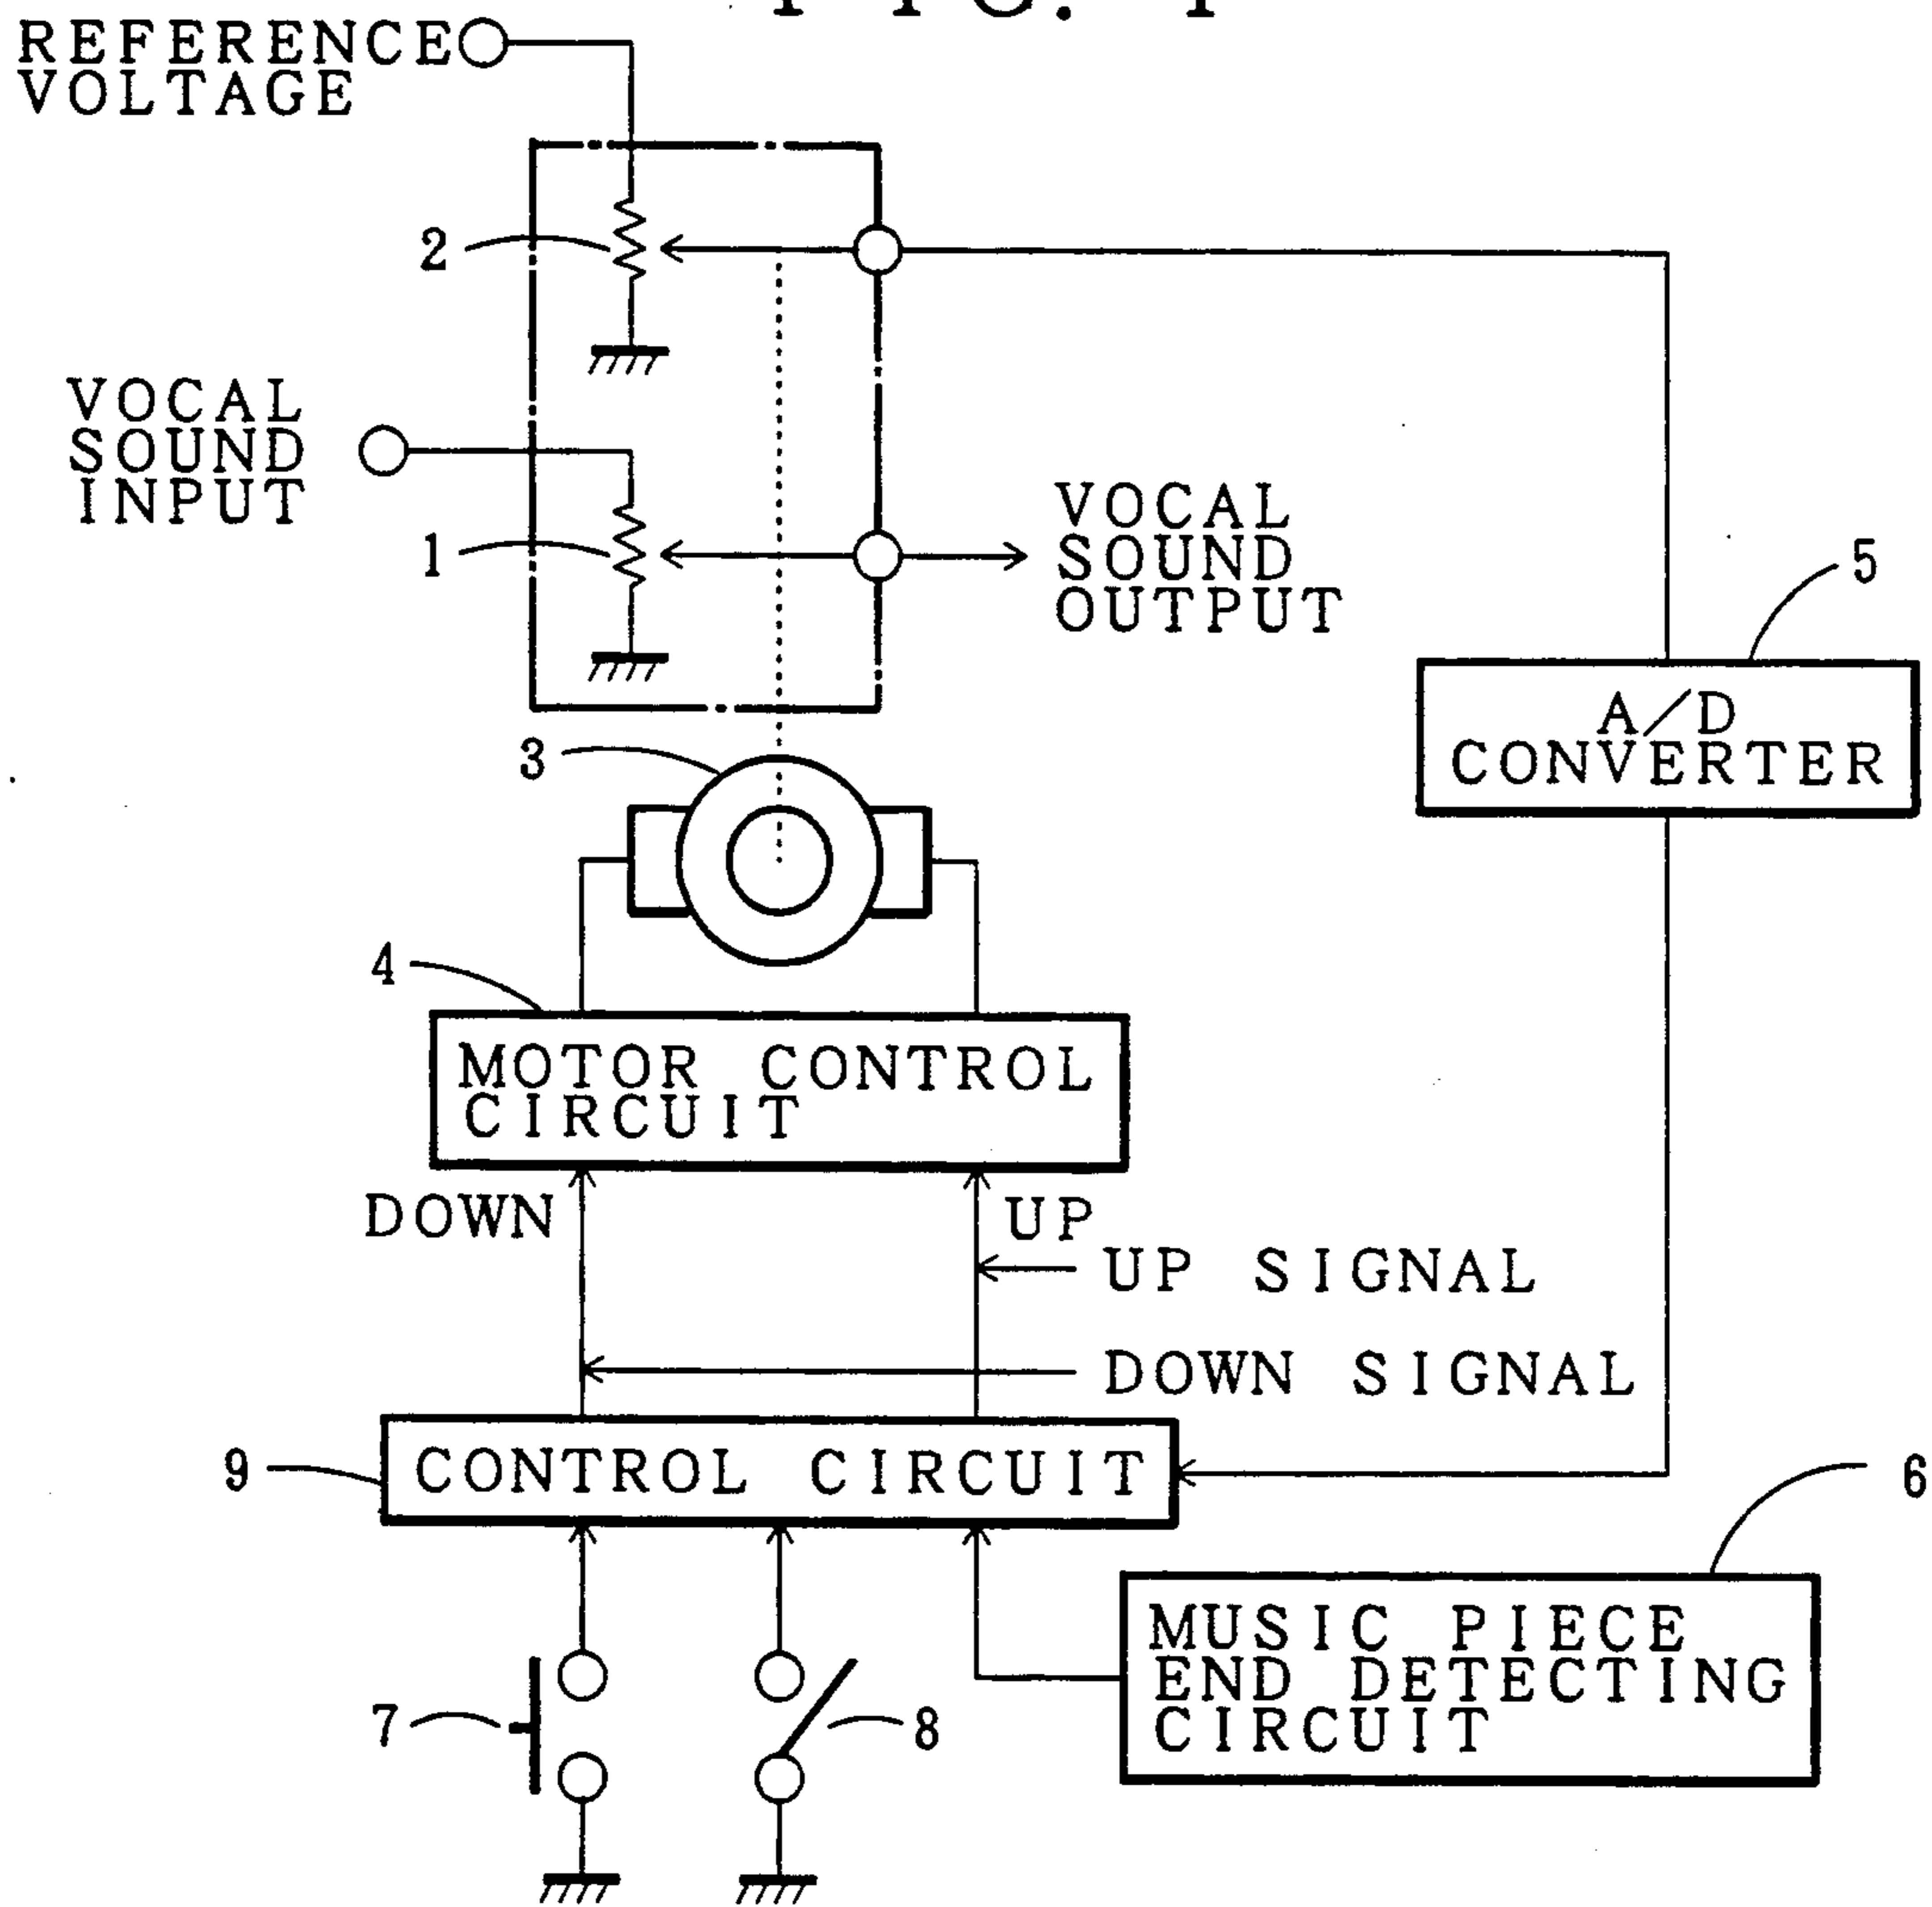 REFERENCE
VOLTAGE
2
VOCAL
SOUND
INPUT
1
VOCAL
SOUND
OUTPUT
5
A/D
CONVERTER
3
4
MOTOR CONTROL
CIRCUIT
DOWN
UP
UP SIGNAL
DOWN SIGNAL
9
CONTROL CIRCUIT
6
MUSIC PIECE
END DETECTING
CIRCUIT
7
8